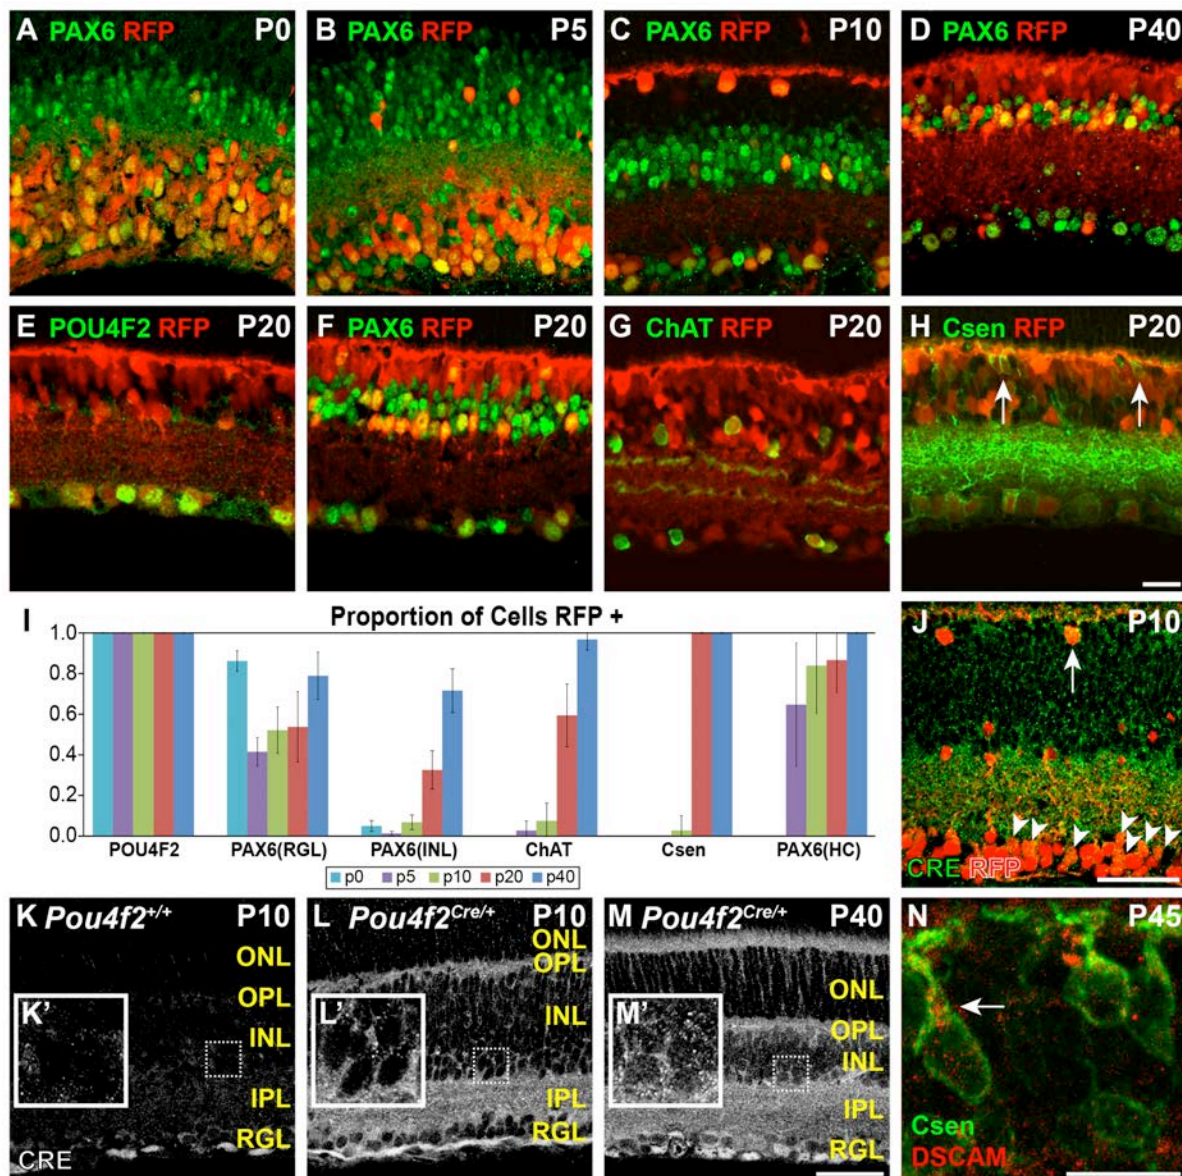 A PAX6 RFP P0
B PAX6 RFP P5
C PAX6 RFP P10
D PAX6 RFP P40
E POU4F2 RFP P20
F PAX6 RFP P20
G ChAT RFP P20
H Csen RFP P20
I Proportion of Cells RFP +
1.0
0.8
0.6
0.4
0.2
0.0
POU4F2 PAX6(RGL) PAX6(INL) ChAT Csen PAX6(HC)
p0 p5 p10 p20 p40
J P10
CRE RFP
K Pou4f2+/+ P10
ONL
OPL
K'
INL
IPL
RGL
CRE
L Pou4f2Cre/+ P10
ONL
OPL
L'
INL
IPL
RGL
M Pou4f2Cre/+ P40
ONL
M'
OPL
INL
IPL
RGL
N P45
Csen
DSCAM